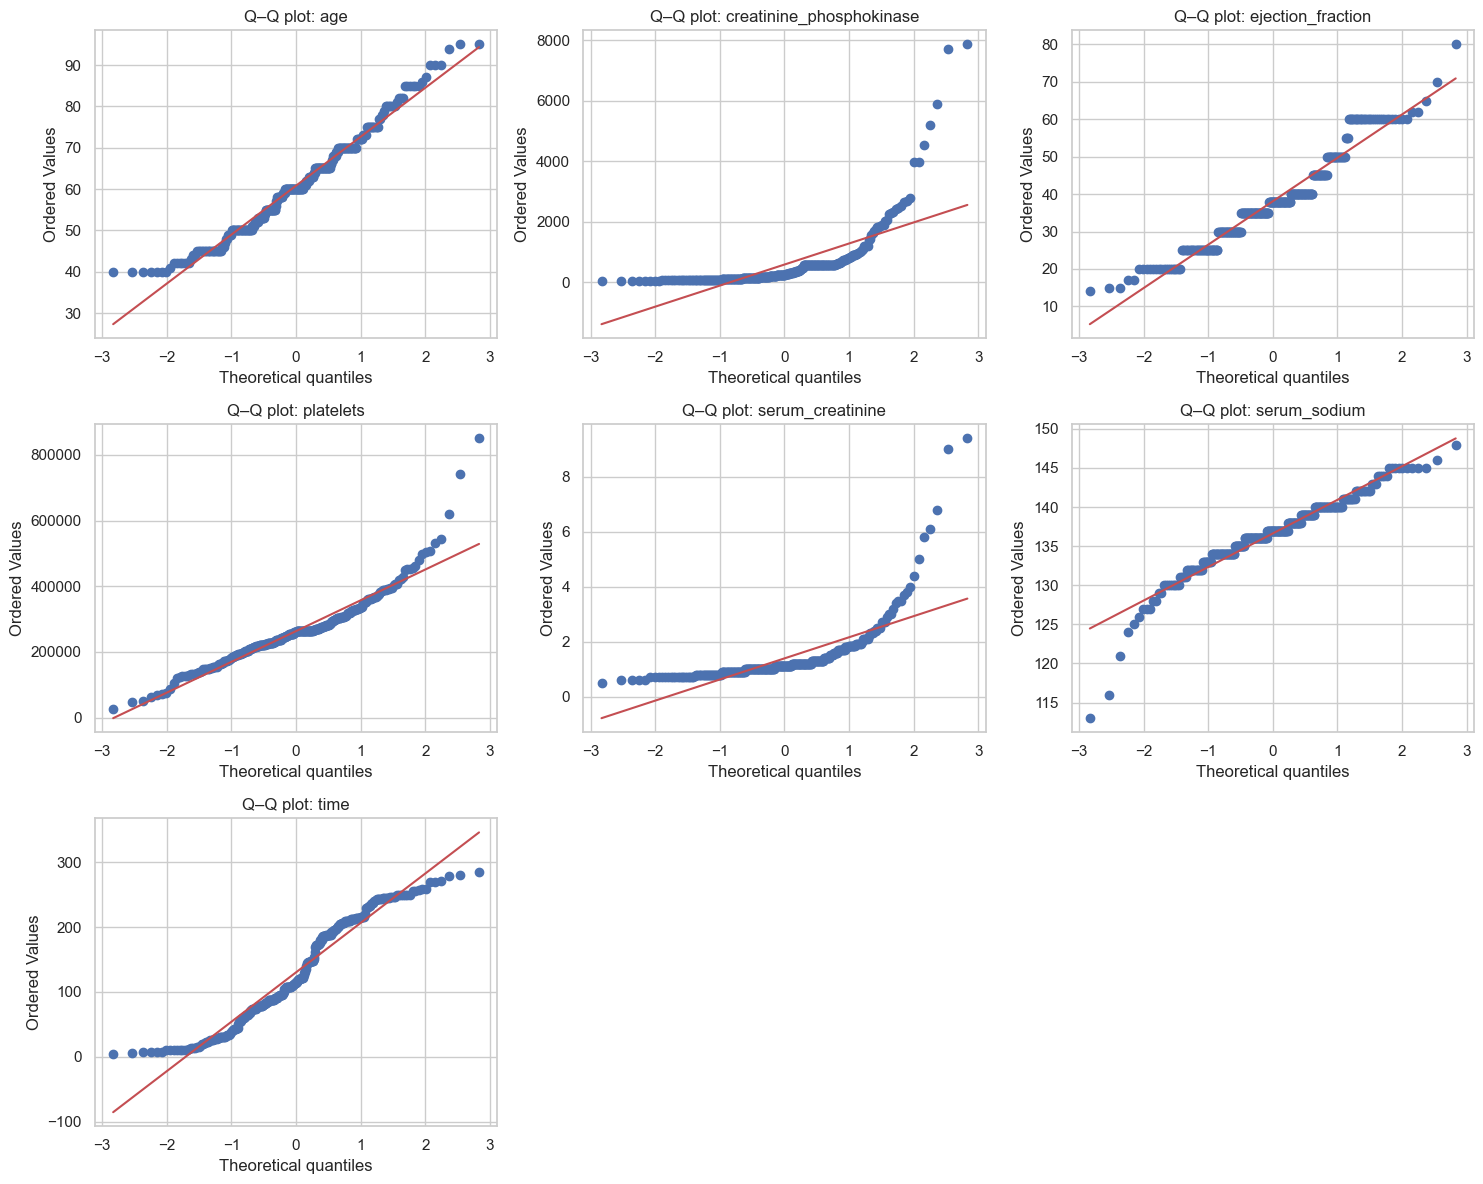 Q–Q plot: age
90
80
70
60
50
40
30
Ordered Values
−3 −2 −1 0 1 2 3
Theoretical quantiles
Q–Q plot: creatinine_phosphokinase
8000
6000
4000
2000
0
Ordered Values
−3 −2 −1 0 1 2 3
Theoretical quantiles
Q–Q plot: ejection_fraction
80
70
60
50
40
30
20
10
Ordered Values
−3 −2 −1 0 1 2 3
Theoretical quantiles
Q–Q plot: platelets
800000
600000
400000
200000
0
Ordered Values
−3 −2 −1 0 1 2 3
Theoretical quantiles
Q–Q plot: serum_creatinine
8
6
4
2
0
Ordered Values
−3 −2 −1 0 1 2 3
Theoretical quantiles
Q–Q plot: serum_sodium
150
145
140
135
130
125
120
115
Ordered Values
−3 −2 −1 0 1 2 3
Theoretical quantiles
Q–Q plot: time
300
200
100
0
−100
Ordered Values
−3 −2 −1 0 1 2 3
Theoretical quantiles